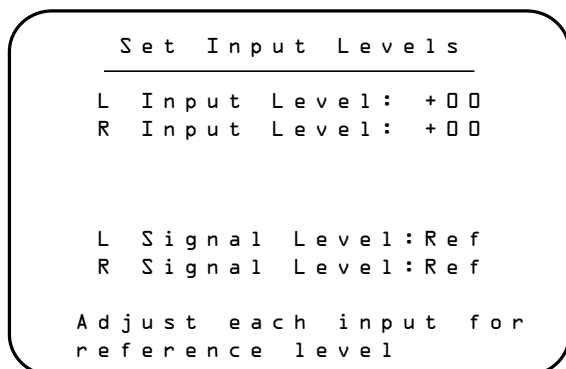 Set Input Levels
L Input Level: +00
R Input Level: +00
L Signal Level:Ref
R Signal Level:Ref
Adjust each input for
reference level